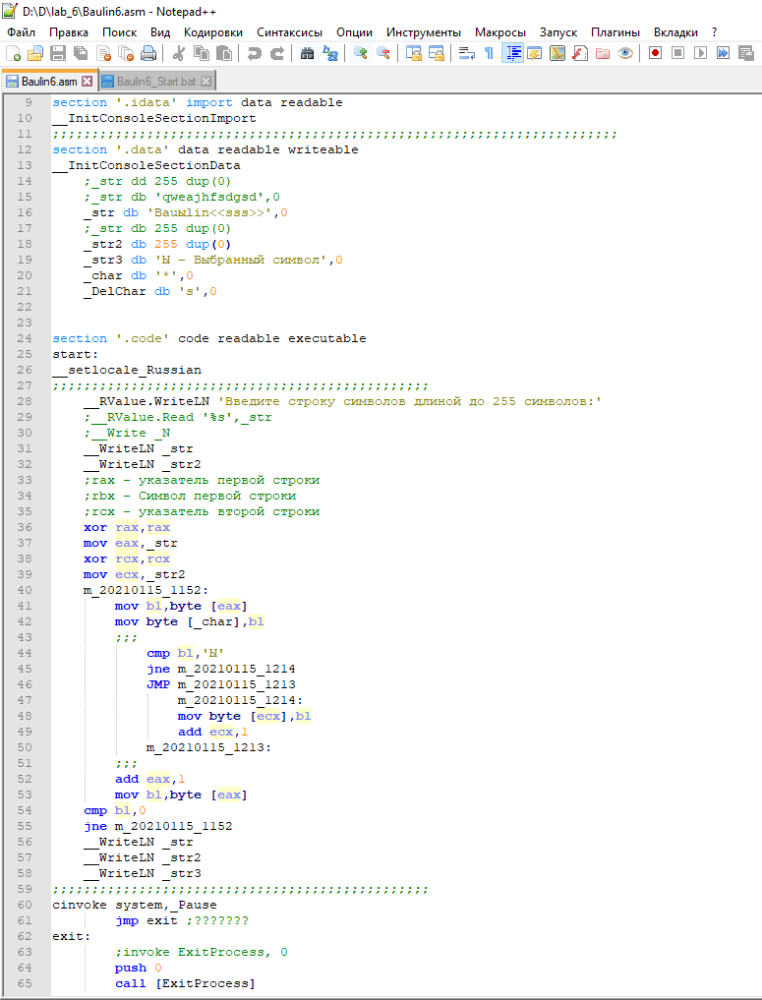 D:\D\lab_6\Baulin6.asm - Notepad++
Файл Правка Поиск Вид Кодировки Синтаксисы Опции Инструменты Макросы Запуск Плагины Вкладки ?
Baulin6.asm Baulin6_Start.bat
9 section '.idata' import data readable
10 __InitConsoleSectionImport
11 ;;;;;;;;;;;;;;;;;;;;;;;;;;;;;;;;;;;;;;;;;;;;;;;;;;;;;;;;;;;;;;;;;;;;;;;;
12 section '.data' data readable writeable
13 __InitConsoleSectionData
14 ;_str dd 255 dup(0)
15 ;_str db 'qweajhfsdgsd',0
16 _str db 'Bauыlin<<sss>>',0
17 ;_str db 255 dup(0)
18 _str2 db 255 dup(0)
19 _str3 db 'Ы - Выбранный символ',0
20 _char db '*',0
21 _DelChar db 's',0
22
23
24 section '.code' code readable executable
25 start:
26 __setlocale_Russian
27 ;;;;;;;;;;;;;;;;;;;;;;;;;;;;;;;;;;;;;;;;;;;;;;;;
28 __RValue.WriteLN 'Введите строку символов длиной до 255 символов:'
29 ;__RValue.Read '%s',_str
30 ;__Write _N
31 __WriteLN _str
32 __WriteLN _str2
33 ;rax - указатель первой строки
34 ;rbx - Символ первой строки
35 ;rcx - указатель второй строки
36 xor rax,rax
37 mov eax,_str
38 xor rcx,rcx
39 mov ecx,_str2
40 m_20210115_1152:
41 mov bl,byte [eax]
42 mov byte [_char],bl
43 ;;;
44 cmp bl,'Ы'
45 jne m_20210115_1214
46 JMP m_20210115_1213
47 m_20210115_1214:
48 mov byte [ecx],bl
49 add ecx,1
50 m_20210115_1213:
51 ;;;
52 add eax,1
53 mov bl,byte [eax]
54 cmp bl,0
55 jne m_20210115_1152
56 __WriteLN _str
57 __WriteLN _str2
58 __WriteLN _str3
59 ;;;;;;;;;;;;;;;;;;;;;;;;;;;;;;;;;;;;;;;;;;;;;;;;
60 cinvoke system,_Pause
61 jmp exit ;???????
62 exit:
63 ;invoke ExitProcess, 0
64 push 0
65 call [ExitProcess]